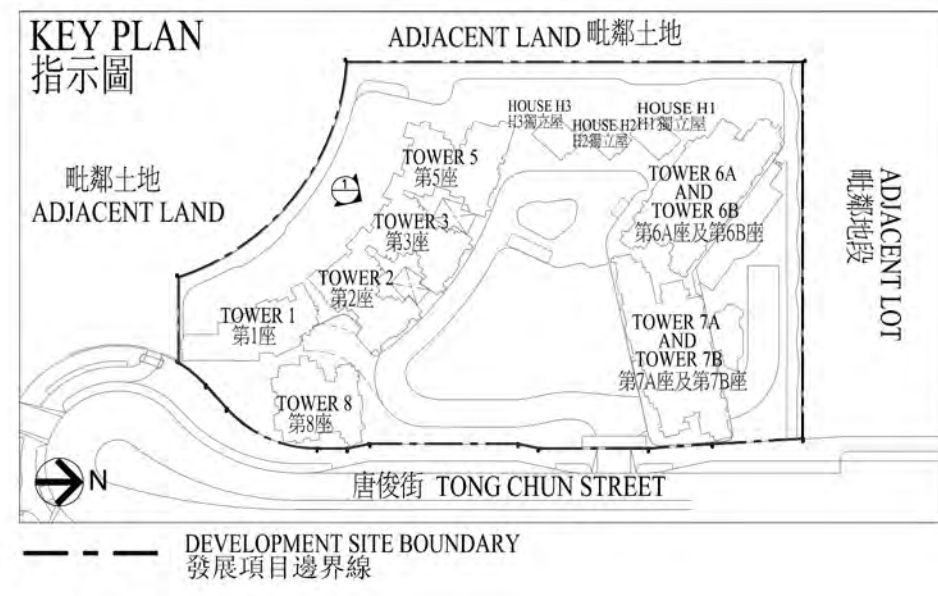 KEY PLAN
指示圖
ADJACENT LAND 毗鄰土地
毗鄰土地
ADJACENT LAND
HOUSE H3
H3獨立屋
HOUSE H2
H2獨立屋
HOUSE H1
H1獨立屋
TOWER 5
第5座
1
TOWER 3
第3座
TOWER 2
第2座
TOWER 1
第1座
TOWER 8
第8座
TOWER 6A
AND
TOWER 6B
第6A座及第6B座
TOWER 7A
AND
TOWER 7B
第7A座及第7B座
ADJACENT LOT
毗鄰地段
N
唐俊街 TONG CHUN STREET
DEVELOPMENT SITE BOUNDARY
發展項目邊界線